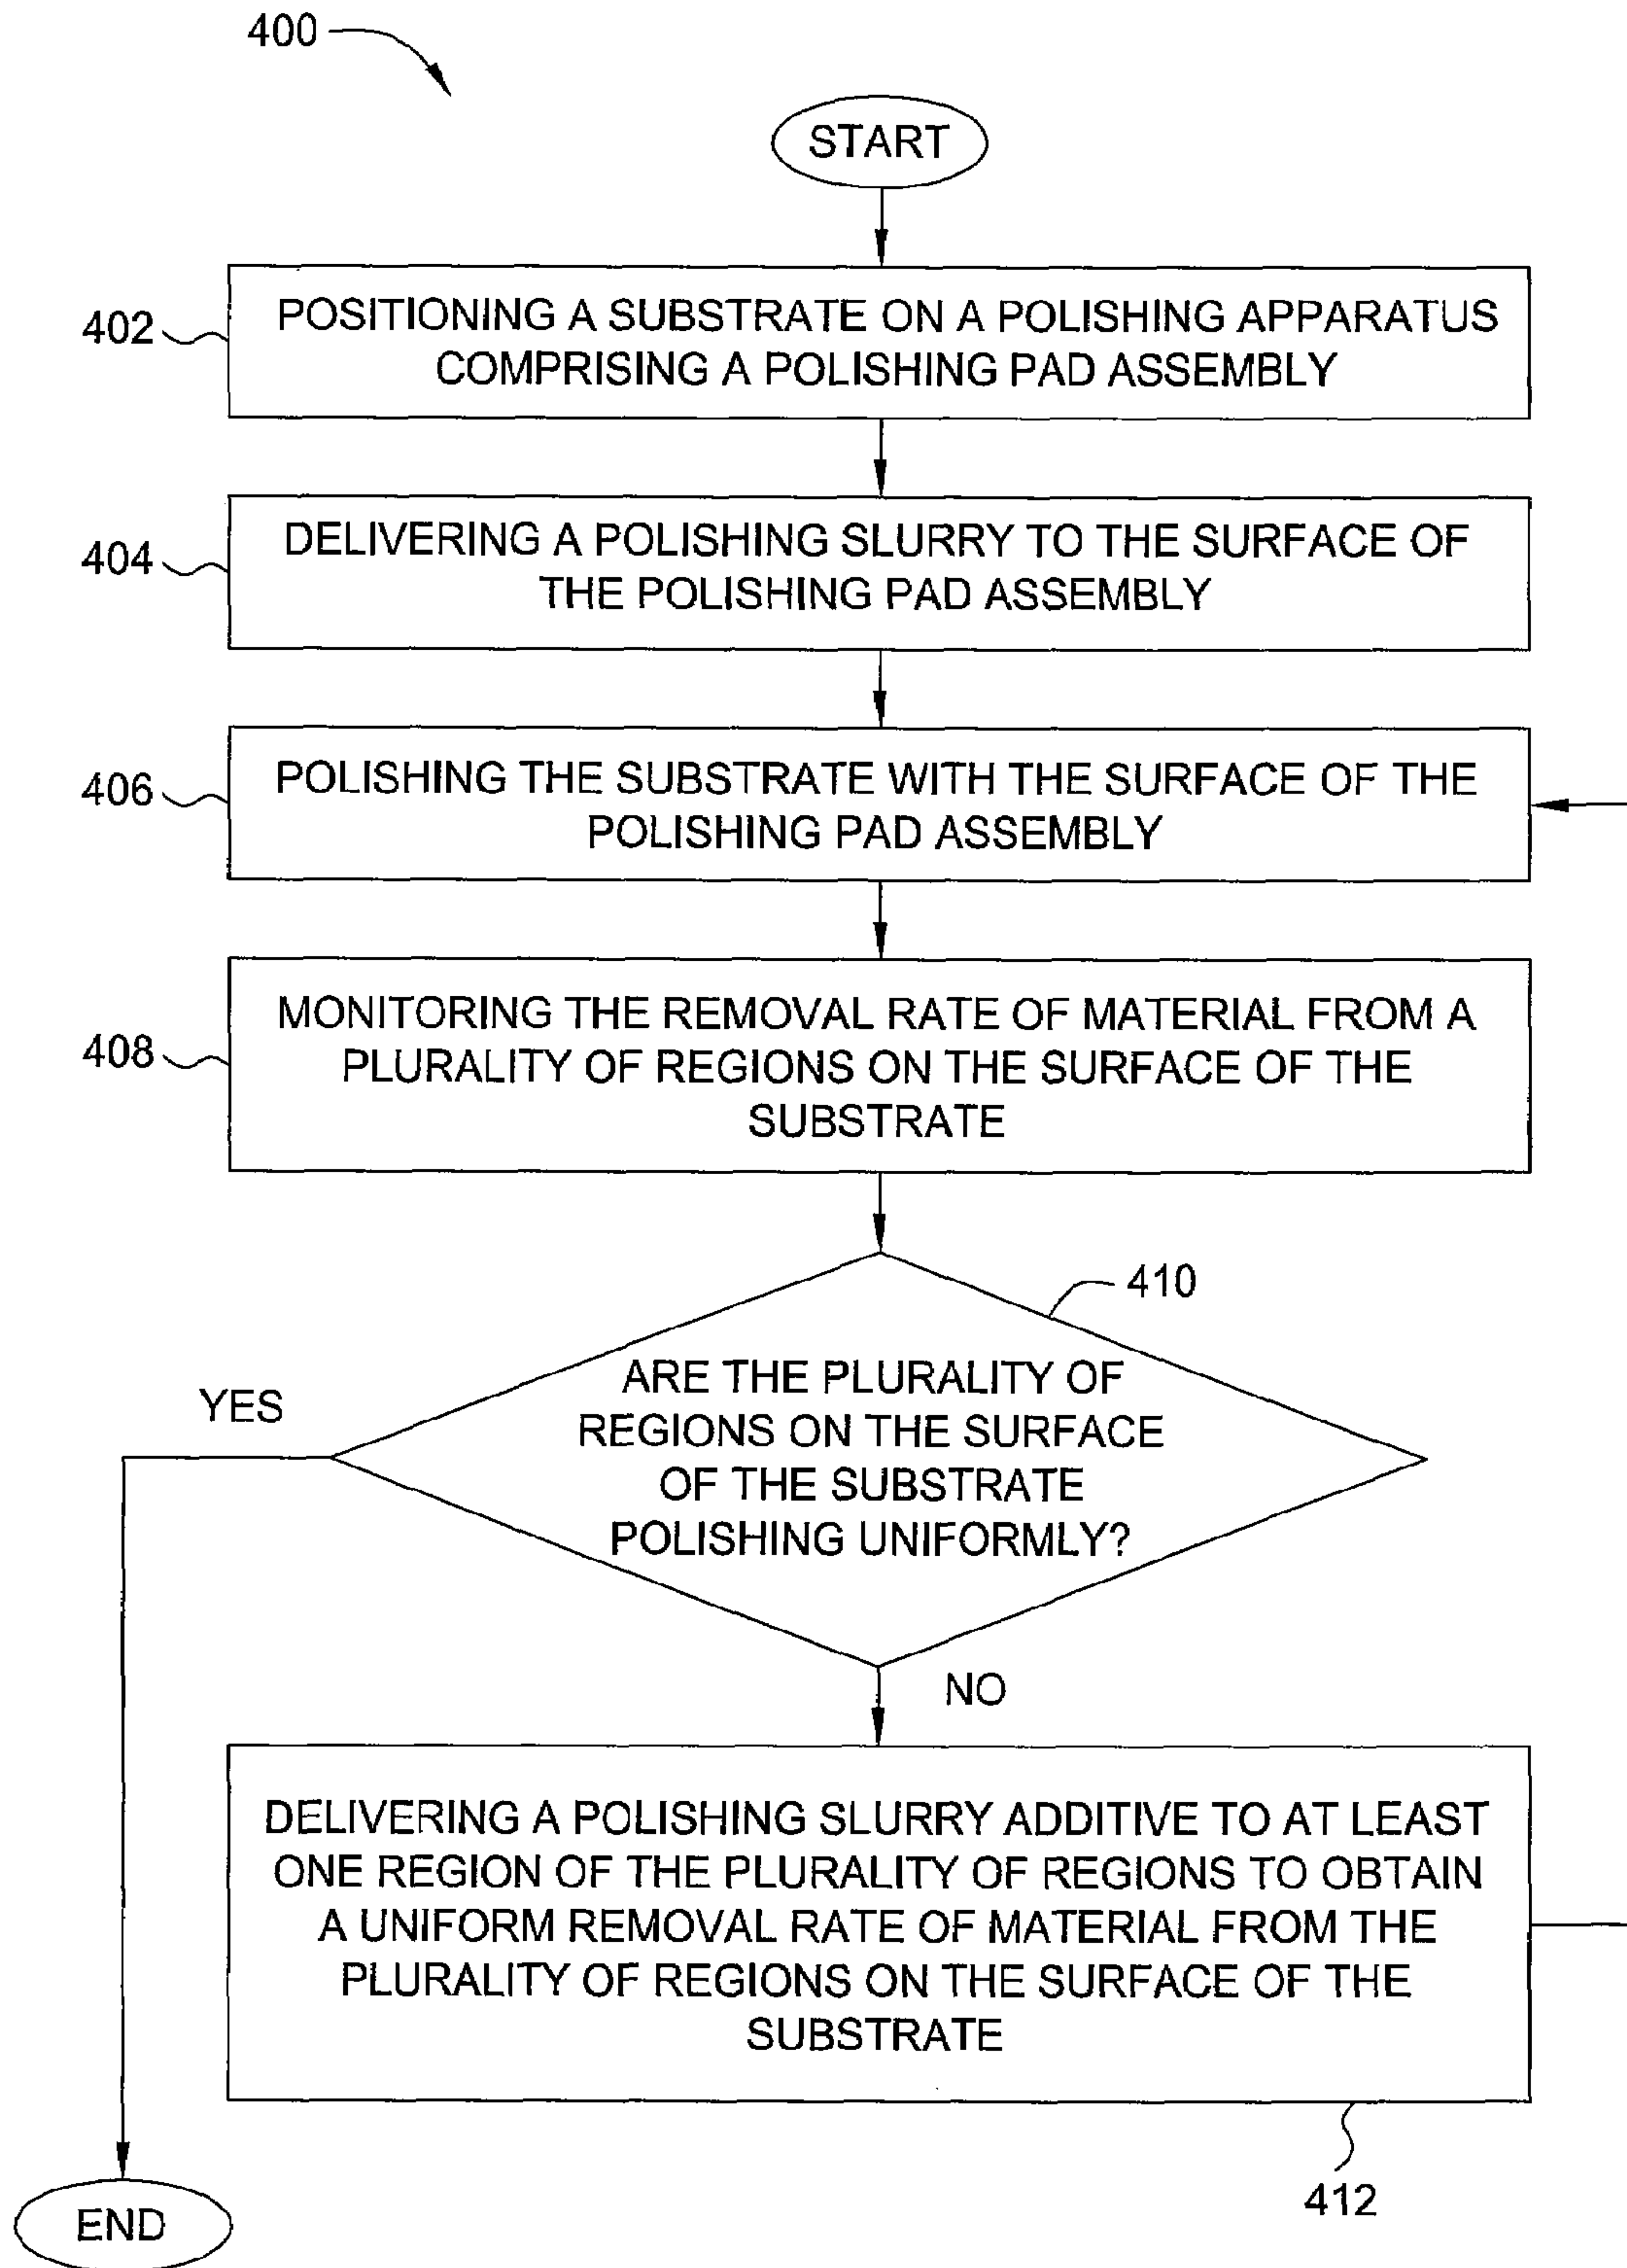 400
START
402
POSITIONING A SUBSTRATE ON A POLISHING APPARATUS
COMPRISING A POLISHING PAD ASSEMBLY
404
DELIVERING A POLISHING SLURRY TO THE SURFACE OF
THE POLISHING PAD ASSEMBLY
406
POLISHING THE SUBSTRATE WITH THE SURFACE OF THE
POLISHING PAD ASSEMBLY
408
MONITORING THE REMOVAL RATE OF MATERIAL FROM A
PLURALITY OF REGIONS ON THE SURFACE OF THE
SUBSTRATE
410
ARE THE PLURALITY OF
REGIONS ON THE SURFACE
OF THE SUBSTRATE
POLISHING UNIFORMLY?
YES
NO
DELIVERING A POLISHING SLURRY ADDITIVE TO AT LEAST
ONE REGION OF THE PLURALITY OF REGIONS TO OBTAIN
A UNIFORM REMOVAL RATE OF MATERIAL FROM THE
PLURALITY OF REGIONS ON THE SURFACE OF THE
SUBSTRATE
412
END